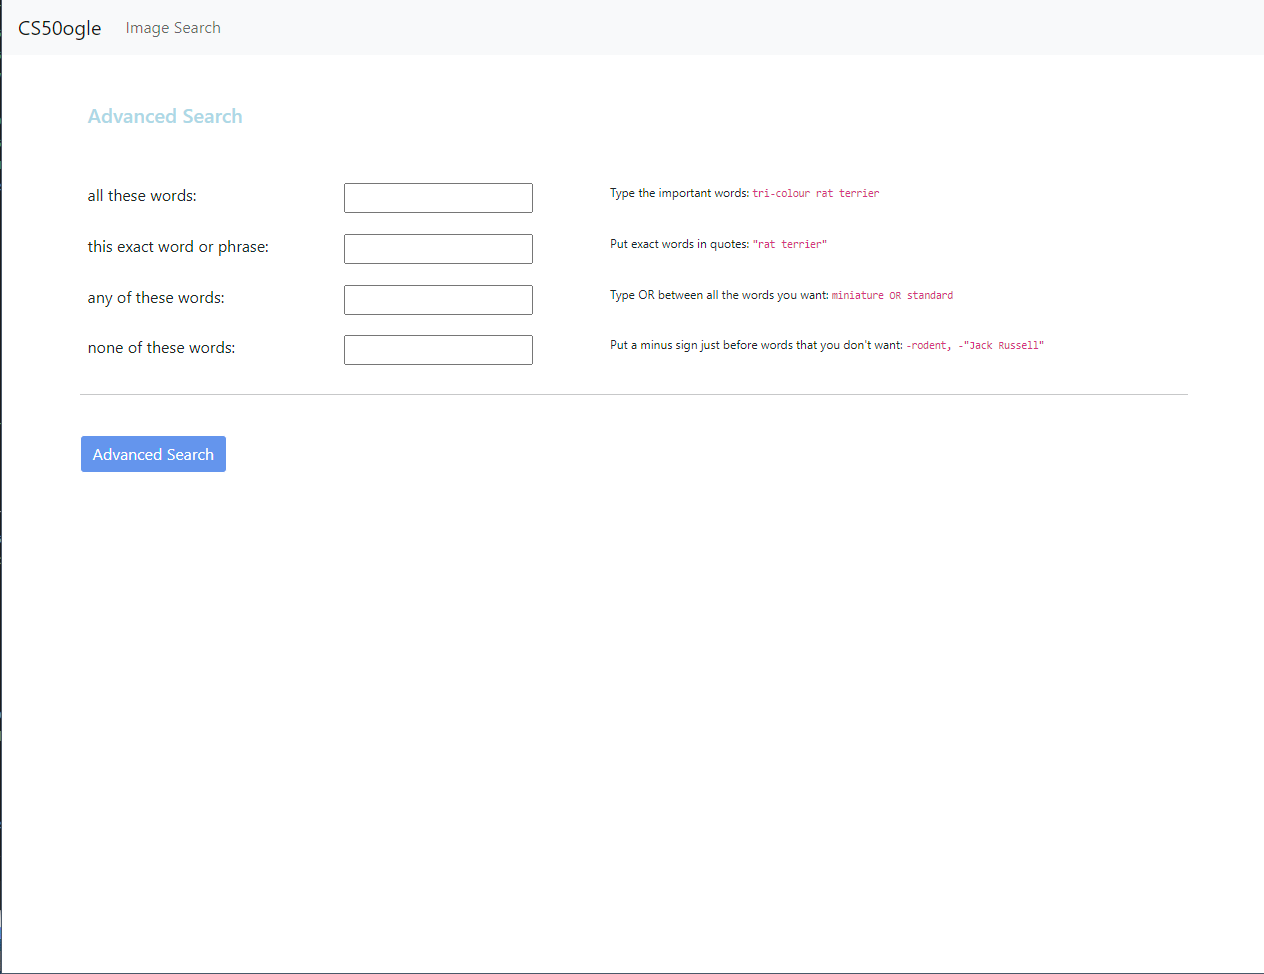 CS50ogle Image Search
Advanced Search
all these words: Type the important words: tri-colour rat terrier
this exact word or phrase: Put exact words in quotes: "rat terrier"
any of these words: Type OR between all the words you want: miniature OR standard
none of these words: Put a minus sign just before words that you don't want: -rodent, -"Jack Russell"
Advanced Search